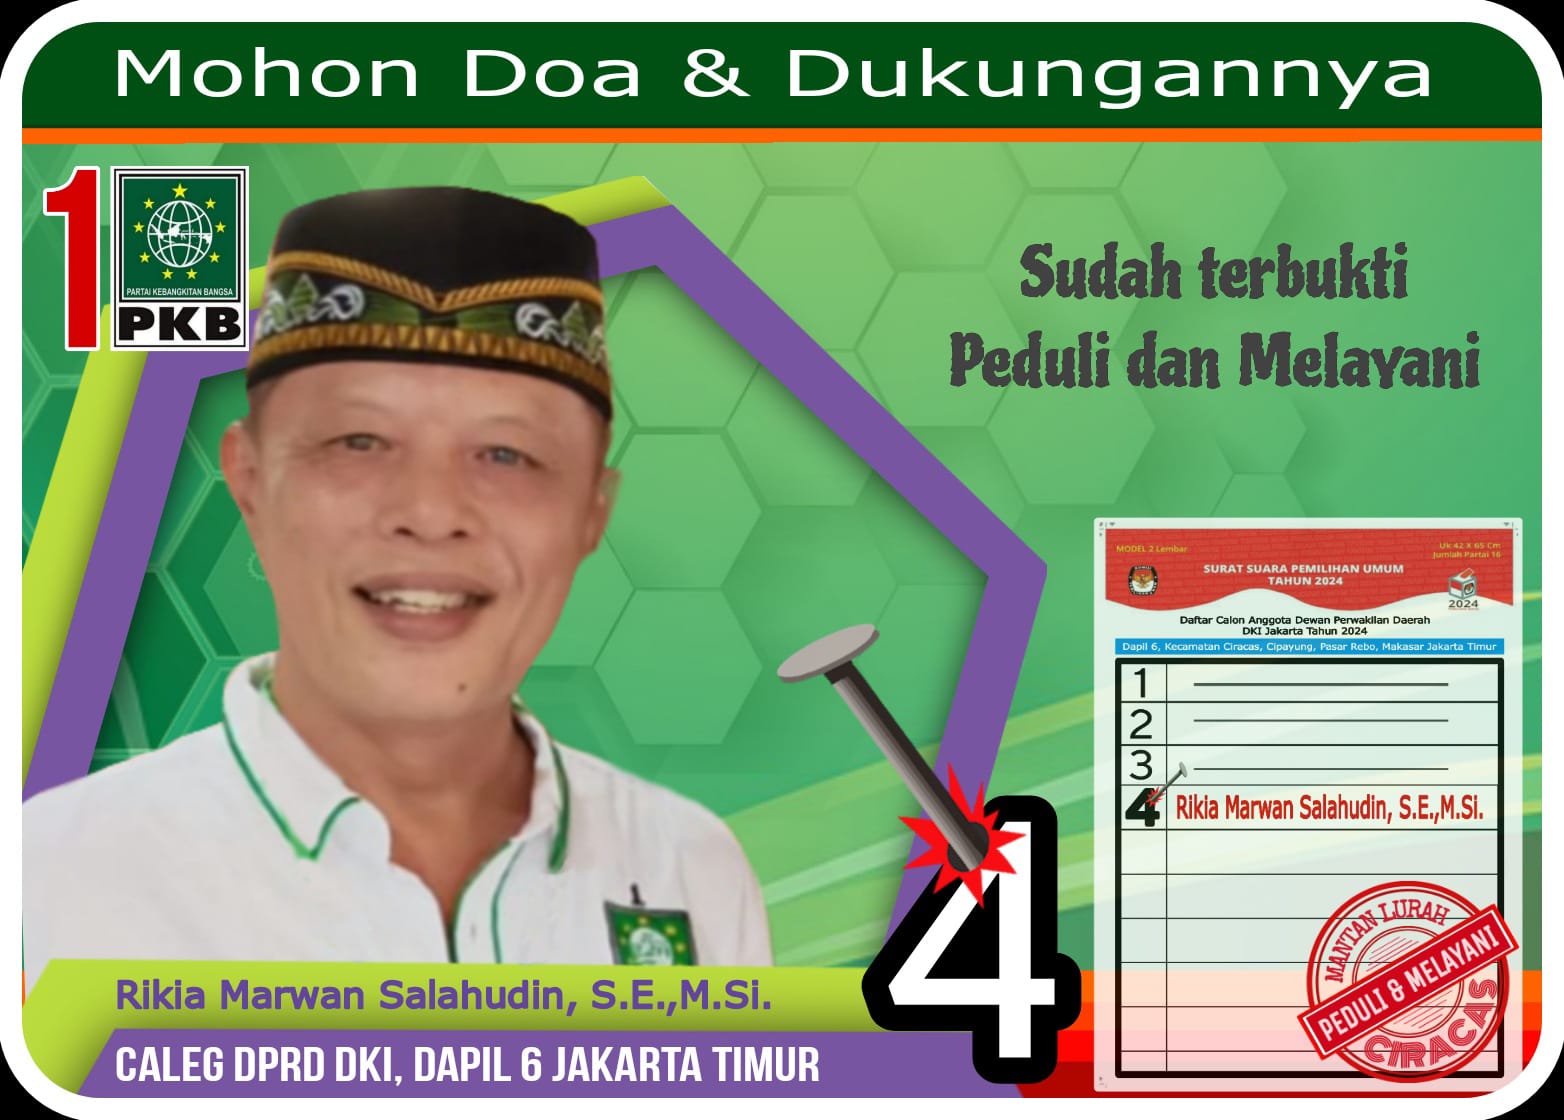 Mohon Doa & Dukungannya
1
PARTAI KEBANGKITAN BANGSA
PKB
Sudah terbukti
Peduli dan Melayani
MODEL 2 Lembar
Uk 42 X 65 Cm
Jumlah Partai 16
SURAT SUARA PEMILIHAN UMUM
TAHUN 2024
2024
Daftar Calon Anggota Dewan Perwakilan Daerah
DKI Jakarta Tahun 2024
Dapil 6, Kecamatan Ciracas, Cipayung, Pasar Rebo, Makasar Jakarta Timur
1
2
3
4 Rikia Marwan Salahudin, S.E.,M.Si.
MANTAN LURAH
PEDULI & MELAYANI
CIRACAS
1
4
Rikia Marwan Salahudin, S.E.,M.Si.
CALEG DPRD DKI, DAPIL 6 JAKARTA TIMUR